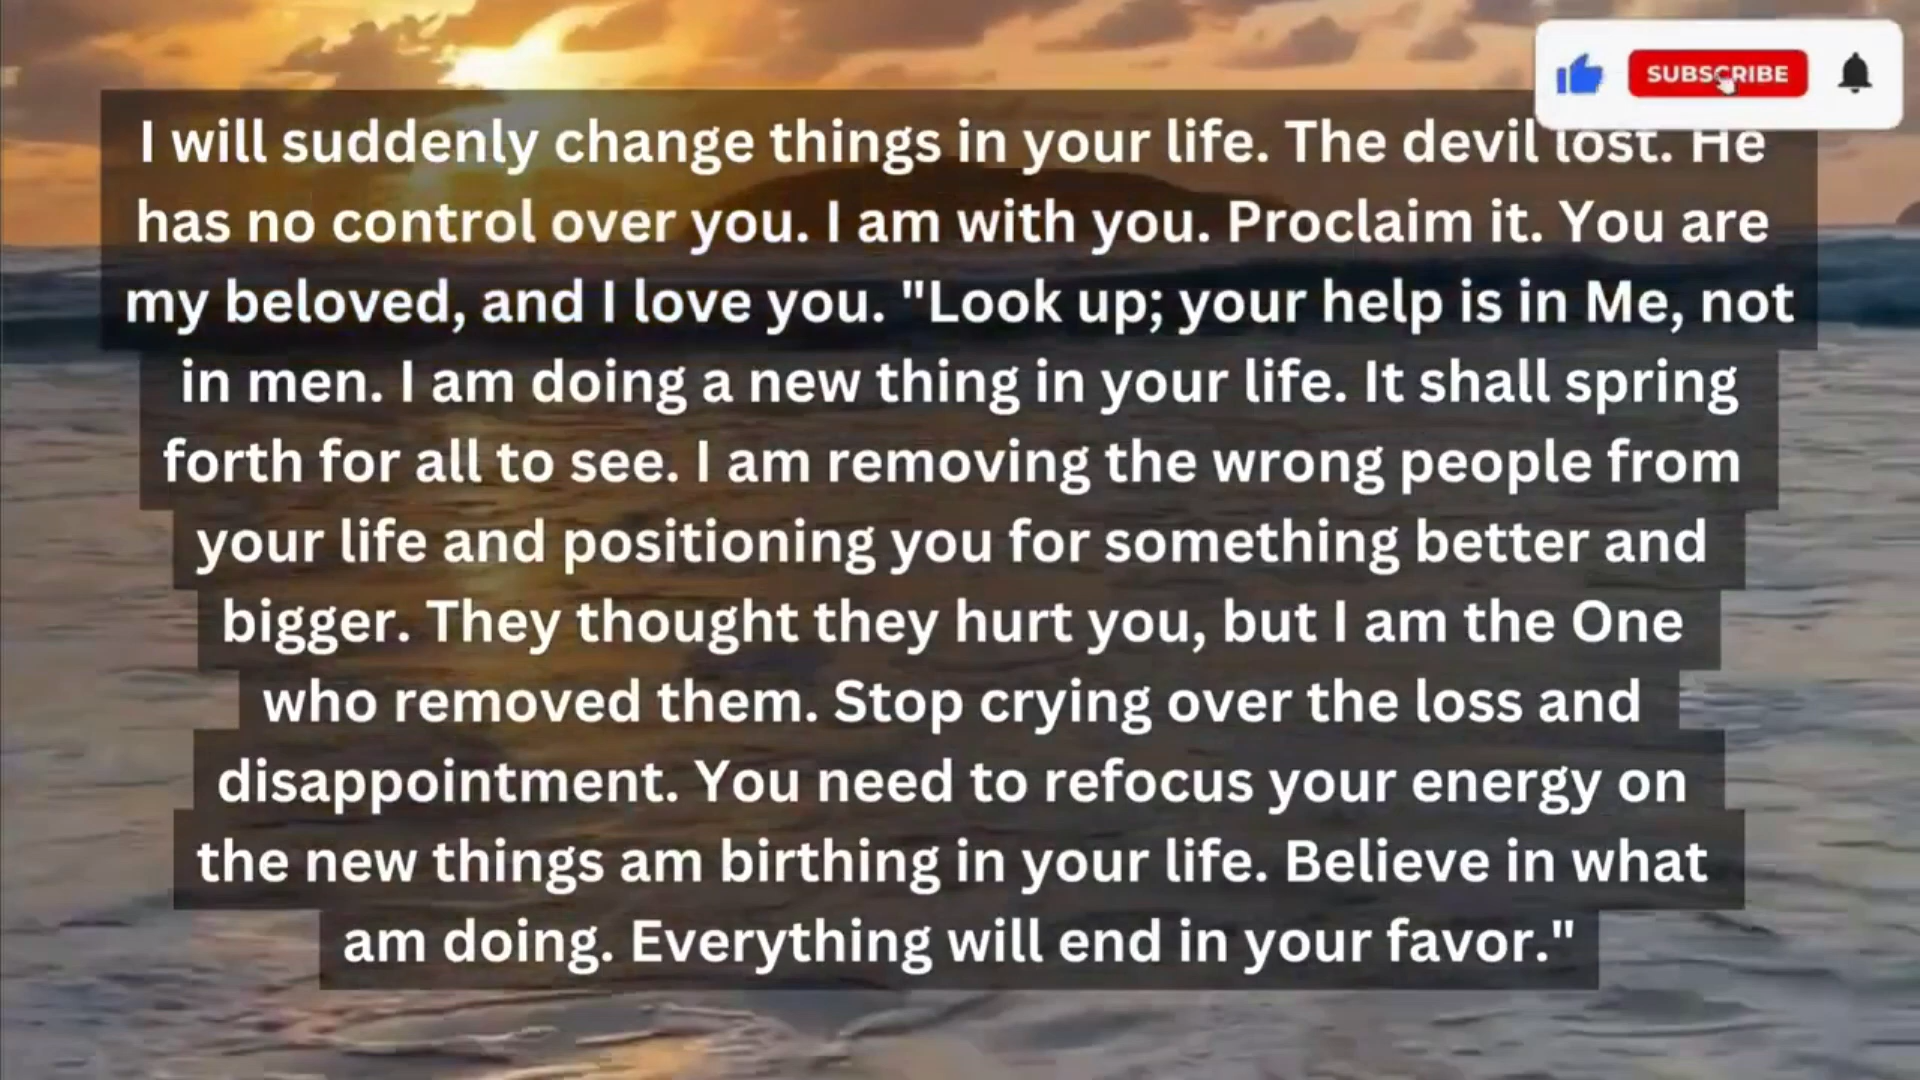 SUBSCRIBE
I will suddenly change things in your life. The devil lost. He
has no control over you. I am with you. Proclaim it. You are
my beloved, and I love you. "Look up; your help is in Me, not
in men. I am doing a new thing in your life. It shall spring
forth for all to see. I am removing the wrong people from
your life and positioning you for something better and
bigger. They thought they hurt you, but I am the One
who removed them. Stop crying over the loss and
disappointment. You need to refocus your energy on
the new things am birthing in your life. Believe in what
am doing. Everything will end in your favor."